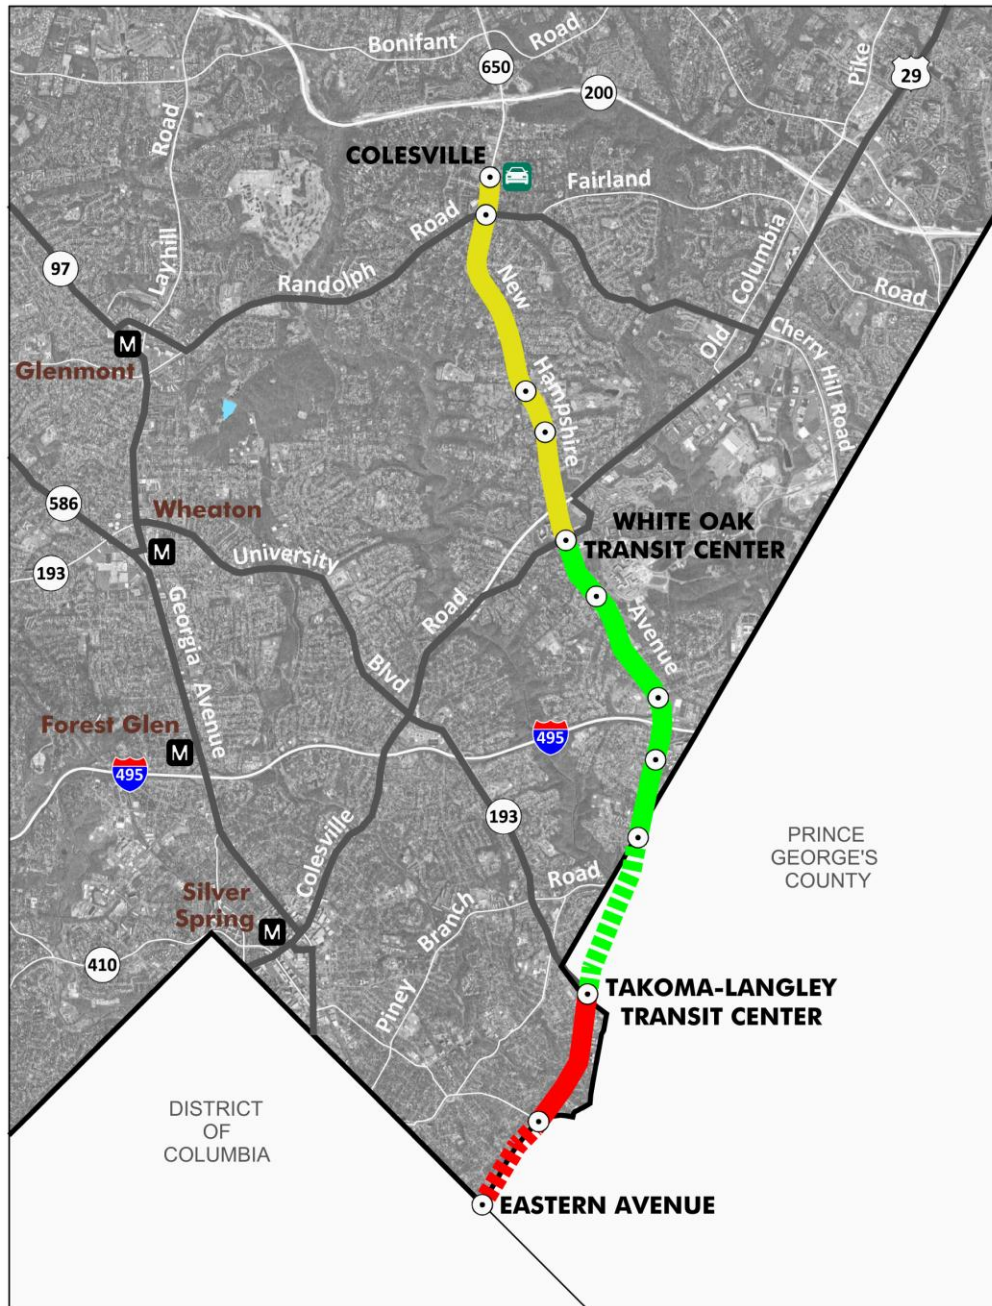 Bonifant Road
650
200
Pike
29
Road
COLESVILLE
Fairland
Road
Randolph
Layhill
97
New
Columbia
Road
Old
Cherry Hill Road
Glenmont
Hampshire
586
Wheaton
WHITE OAK
TRANSIT CENTER
193
University
Road
Georgia
Avenue
Blvd
Avenue
Forest Glen
495
495
193
Colesville
PRINCE
GEORGE'S
COUNTY
Road
Silver
Spring
Branch
410
Piney
TAKOMA-LANGLEY
TRANSIT CENTER
DISTRICT
OF
COLUMBIA
EASTERN AVENUE
M
M
M
M